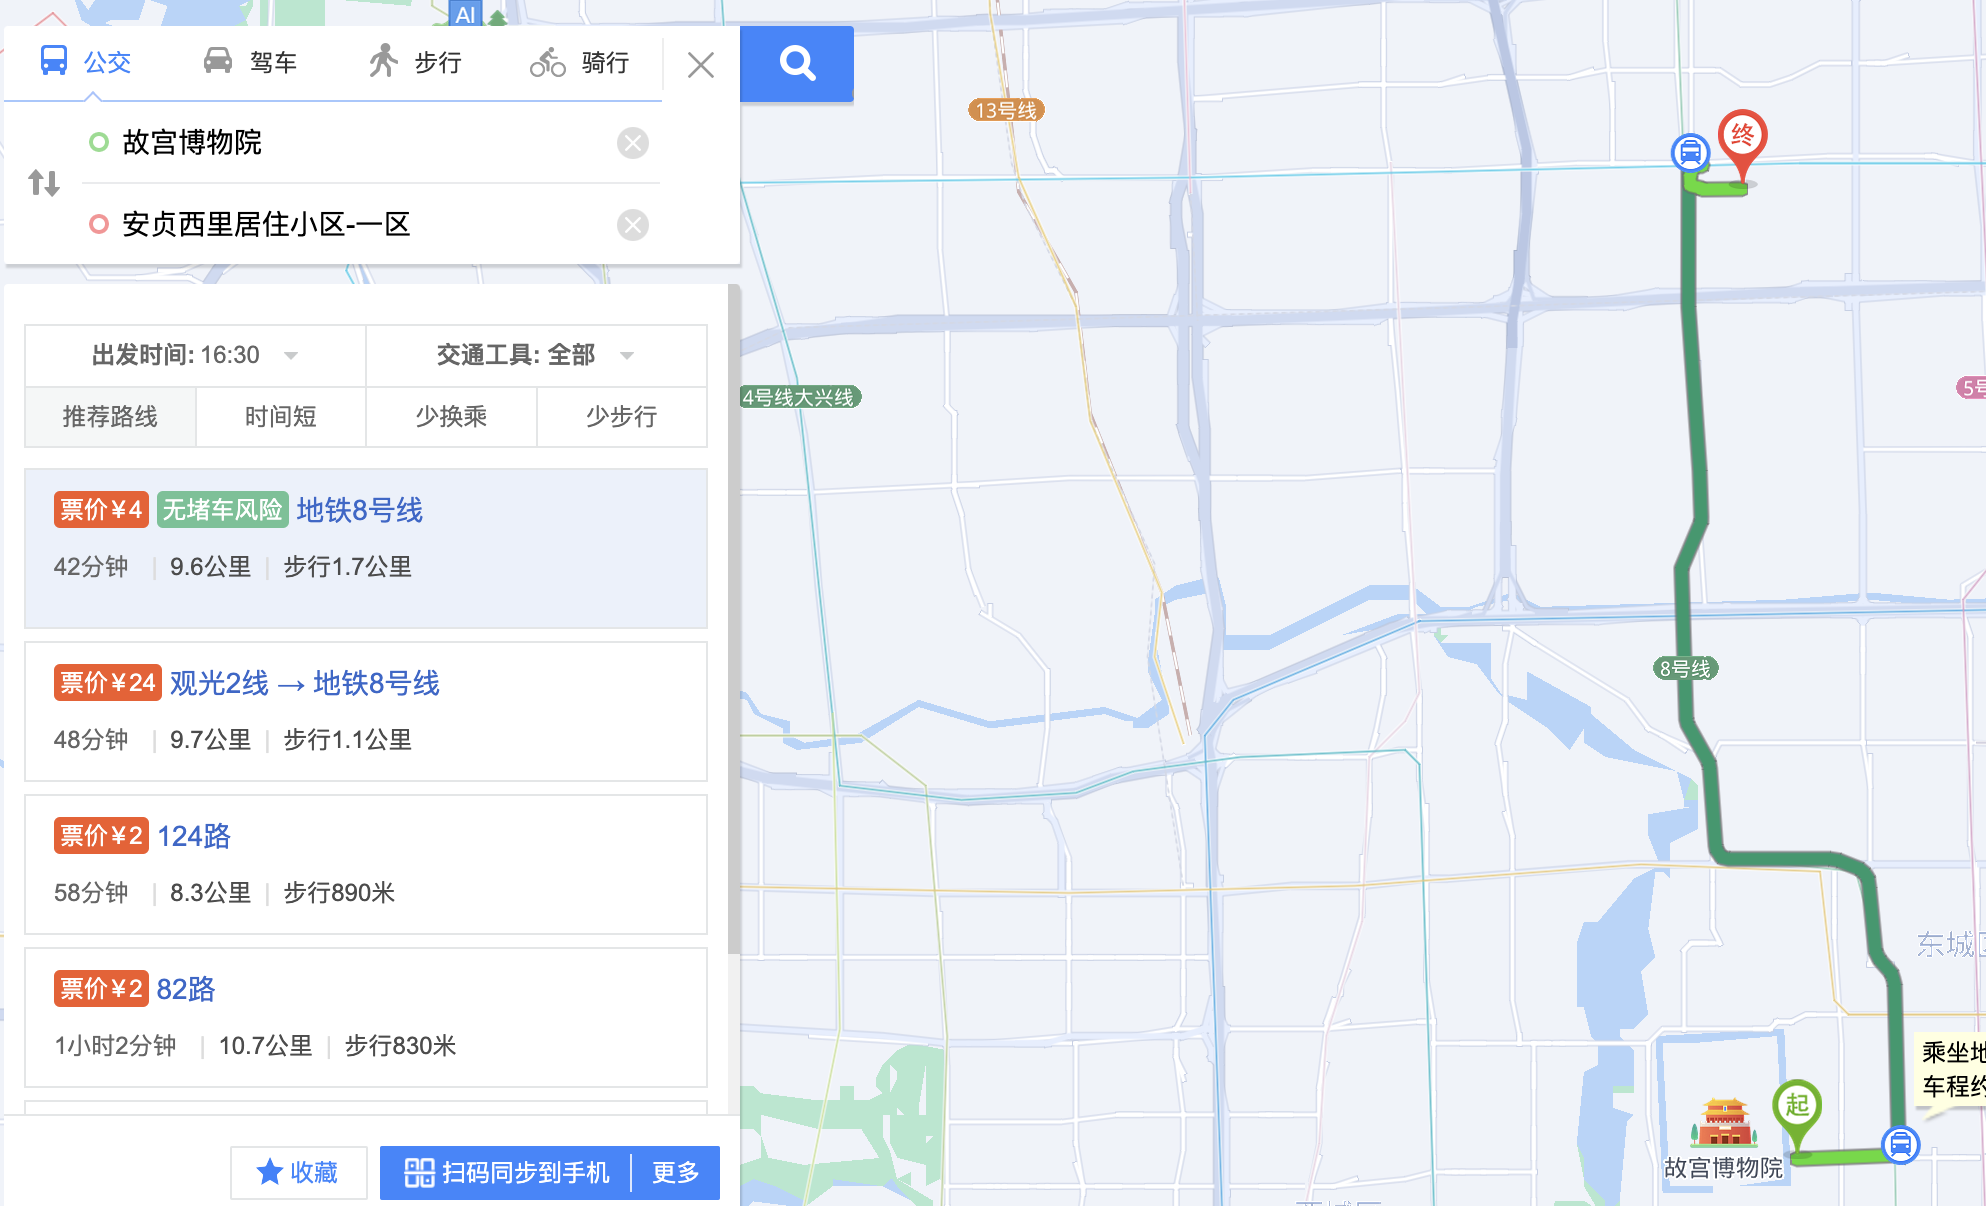 AI
公交
驾车
步行
骑行
故宫博物院
安贞西里居住小区-一区
出发时间: 16:30
交通工具: 全部
推荐路线
时间短
少换乘
少步行
票价¥4 无堵车风险 地铁8号线
42分钟 | 9.6公里 | 步行1.7公里
票价¥24 观光2线 → 地铁8号线
48分钟 | 9.7公里 | 步行1.1公里
票价¥2 124路
58分钟 | 8.3公里 | 步行890米
票价¥2 82路
1小时2分钟 | 10.7公里 | 步行830米
收藏
扫码同步到手机
更多
13号线
终
4号线大兴线
5号
8号线
东城区
乘坐地
车程约
起
故宫博物院